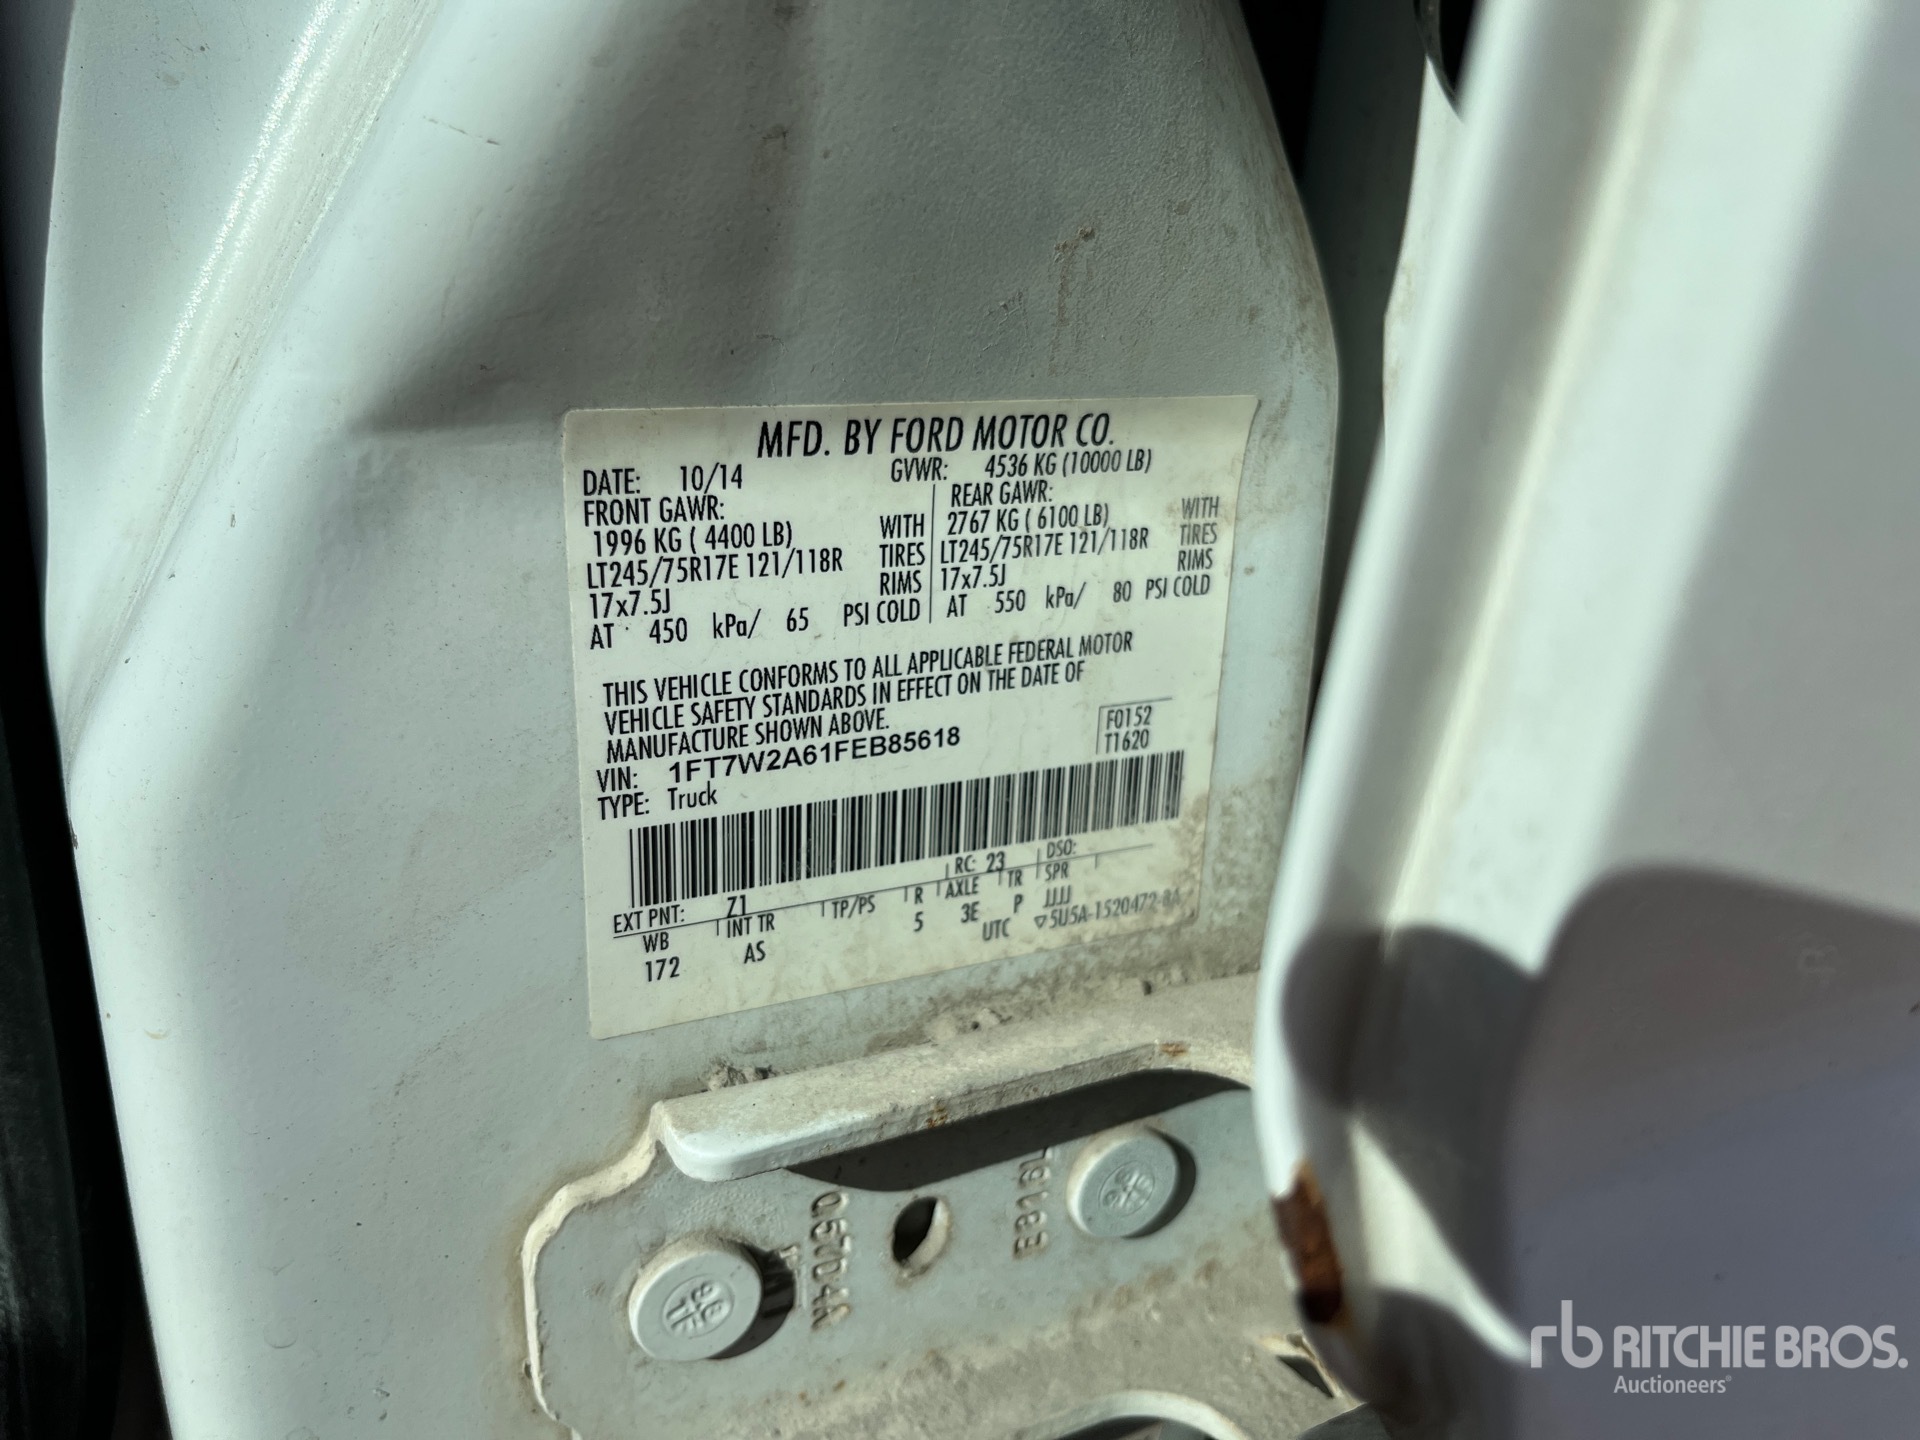 MFD. BY FORD MOTOR CO.
DATE: 10/14 GVWR: 4536 KG (10000 LB)
FRONT GAWR: REAR GAWR:
1996 KG ( 4400 LB) WITH 2767 KG ( 6100 LB) WITH
LT245/75R17E 121/118R TIRES LT245/75R17E 121/118R TIRES
17x7.5J RIMS 17x7.5J RIMS
AT 450 kPa/ 65 PSI COLD AT 550 kPa/ 80 PSI COLD
THIS VEHICLE CONFORMS TO ALL APPLICABLE FEDERAL MOTOR
VEHICLE SAFETY STANDARDS IN EFFECT ON THE DATE OF
MANUFACTURE SHOWN ABOVE.
F0152
T1620
VIN: 1FT7W2A61FEB85618
TYPE: Truck
EXT PNT: Z1 RC: 23 DSO:
WB INT TR TP/PS R AXLE TR SPR
172 AS 5 3E P JJJJ
UTC ▽5U5A-1520472-BA
057D4A
rb RITCHIE BROS.
Auctioneers